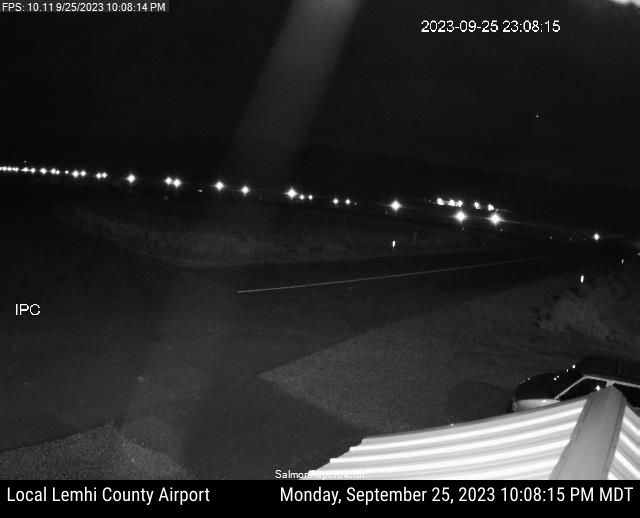 FPS: 10.11 9/25/2023 10:08:14 PM
2023-09-25 23:08:15
IPC
Local Lemhi County Airport
Monday, September 25, 2023 10:08:15 PM MDT